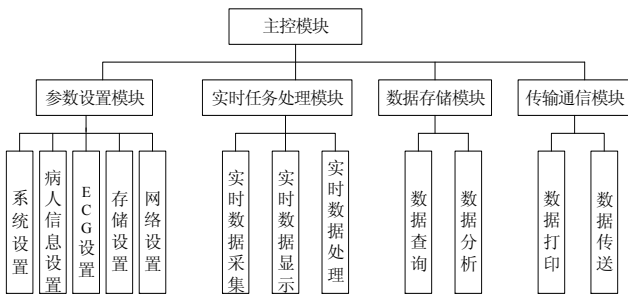 主控模块
参数设置模块
实时任务处理模块
数据存储模块
传输通信模块
系统设置
病人信息设置
ECG设置
存储设置
网络设置
实时数据采集
实时数据显示
实时数据处理
数据查询
数据分析
数据打印
数据传送